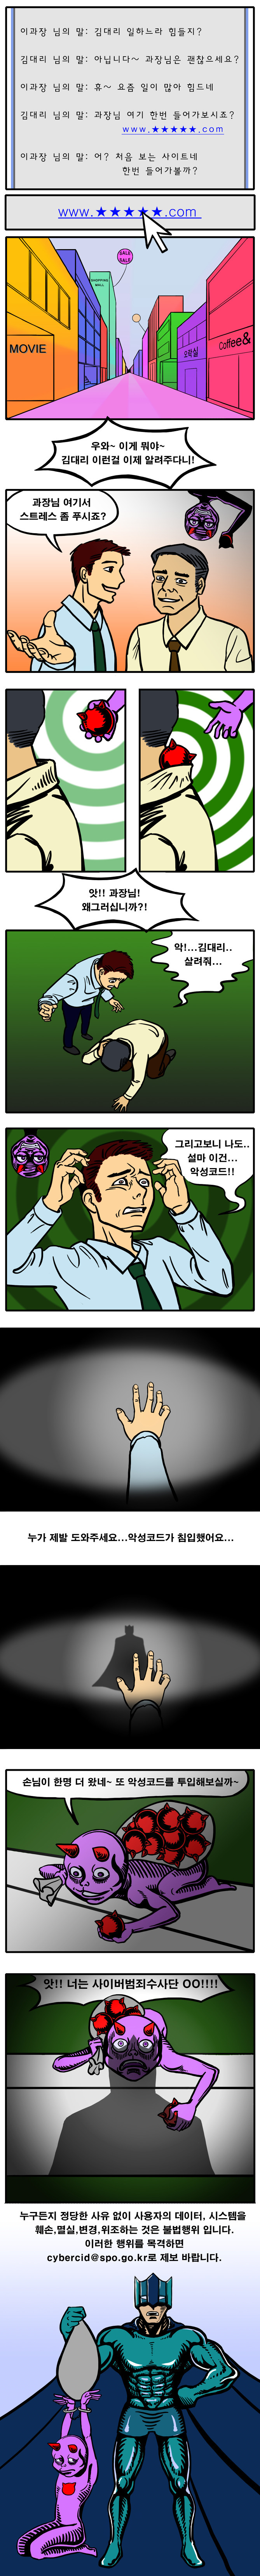 이과장 님의 말: 김대리 일하느라 힘들지?
김대리 님의 말: 아닙니다~ 과장님은 괜찮으세요?
이과장 님의 말: 휴~ 요즘 일이 많아 힘드네
김대리 님의 말: 과장님 여기 한번 들어가보시죠?
www.★★★★★.com
이과장 님의 말: 어? 처음 보는 사이트네
한번 들어가볼까?
www.★★★★★.com
SALE
SALE
SHOPPING
MALL
MOVIE
오락실
Coffee&
우와~ 이게 뭐야~
김대리 이런걸 이제 알려주다니!
과장님 여기서
스트레스 좀 푸시죠?
앗!! 과장님!
왜그러십니까?!
악!...김대리..
살려줘...
그리고보니 나도..
설마 이건...
악성코드!!
누가 제발 도와주세요...악성코드가 침입했어요...
손님이 한명 더 왔네~ 또 악성코드를 투입해보실까~
앗!! 너는 사이버범죄수사단 OO!!!!
누구든지 정당한 사유 없이 사용자의 데이터, 시스템을
훼손,멸실,변경,위조하는 것은 불법행위 입니다.
이러한 행위를 목격하면
cybercid@spo.go.kr로 제보 바랍니다.